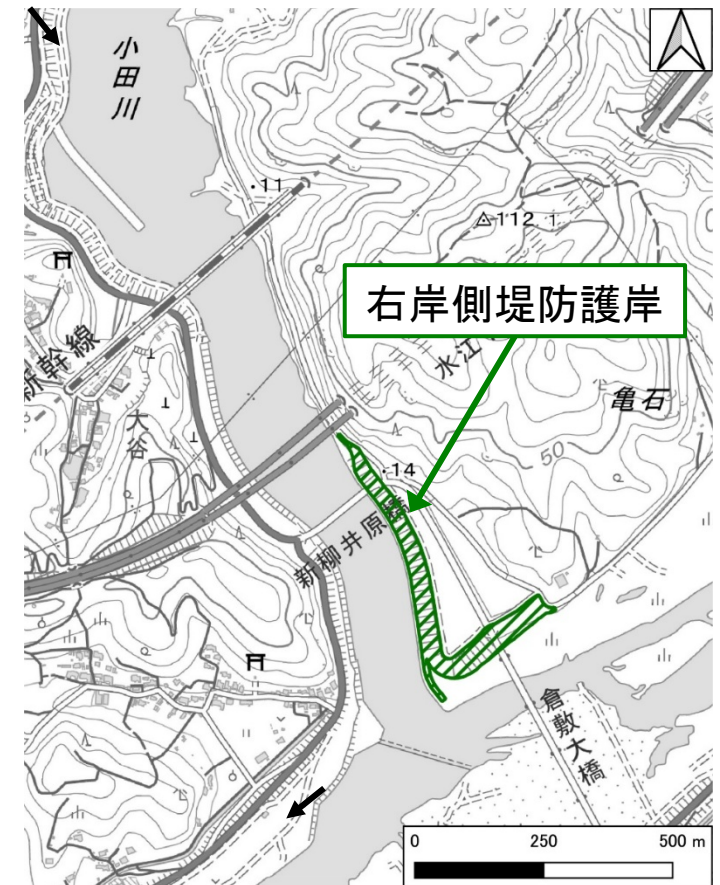 小田川
・11
112
新幹線
大谷
右岸側堤防護岸
水江
亀石
50
・14
新柳井原橋
倉敷大橋
0 250 500 m